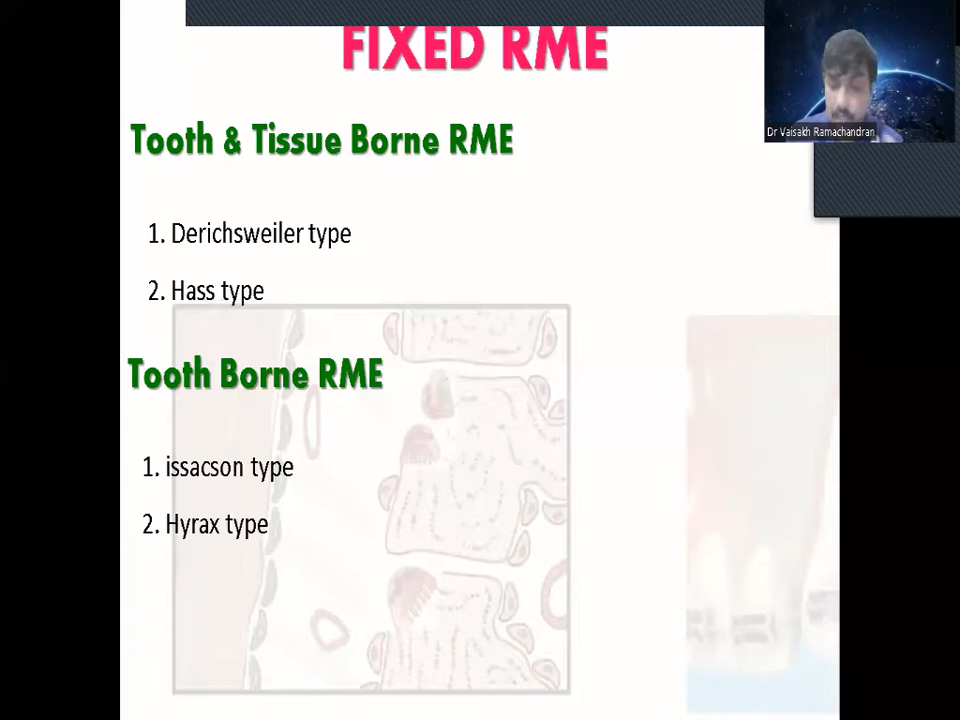 FIXED RME
Dr Vaisakh Ramachandran
Tooth & Tissue Borne RME
1. Derichsweiler type
2. Hass type
Tooth Borne RME
1. issacson type
2. Hyrax type